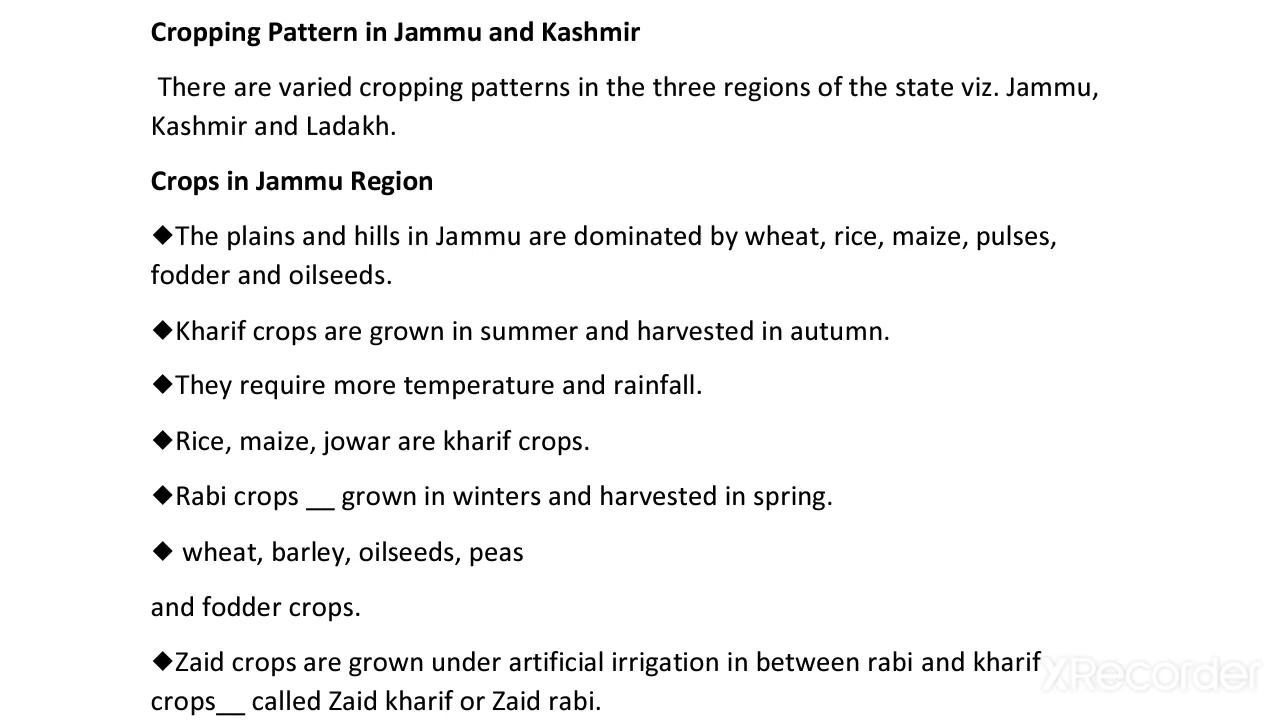 Cropping Pattern in Jammu and Kashmir
There are varied cropping patterns in the three regions of the state viz. Jammu,
Kashmir and Ladakh.
Crops in Jammu Region
◆The plains and hills in Jammu are dominated by wheat, rice, maize, pulses,
fodder and oilseeds.
◆Kharif crops are grown in summer and harvested in autumn.
◆They require more temperature and rainfall.
◆Rice, maize, jowar are kharif crops.
◆Rabi crops __ grown in winters and harvested in spring.
◆ wheat, barley, oilseeds, peas
and fodder crops.
◆Zaid crops are grown under artificial irrigation in between rabi and kharif
crops__ called Zaid kharif or Zaid rabi.
XRecorder